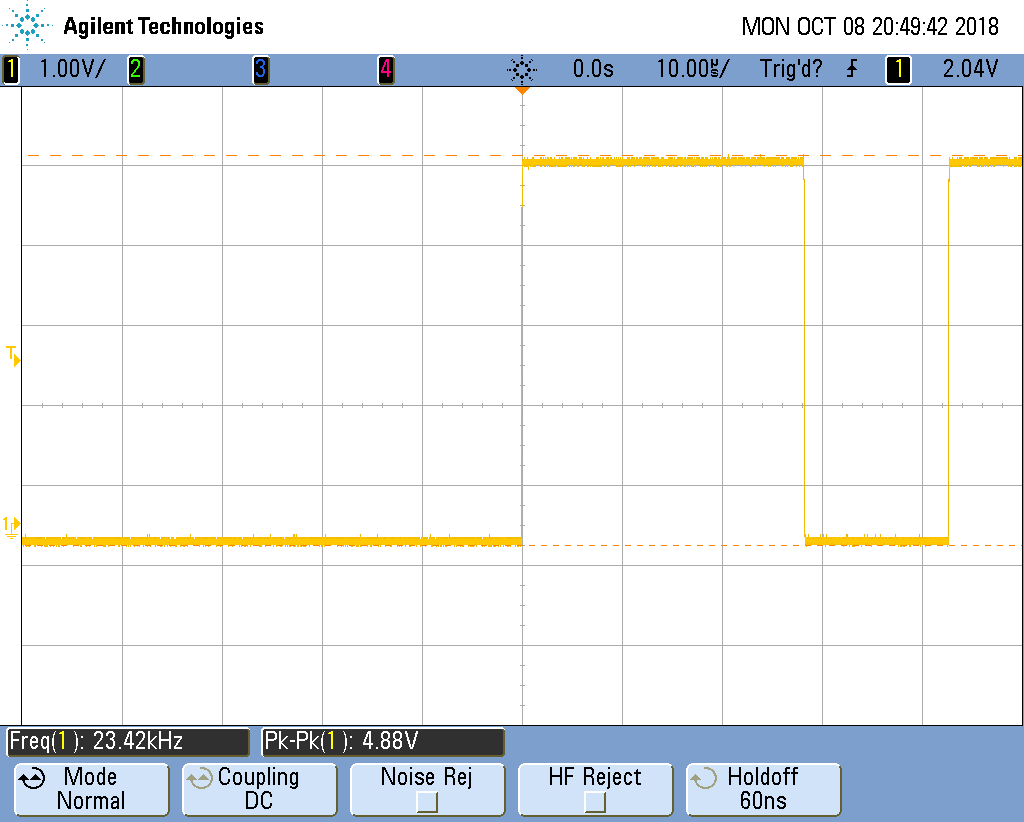 Agilent Technologies MON OCT 08 20:49:42 2018
1 1.00V/ 2 3 4 0.0s 10.00µs/ Trig'd? 1 2.04V
T
1
Freq(1): 23.42kHz Pk-Pk(1): 4.88V
Mode Coupling Noise Rej HF Reject Holdoff
Normal DC 60ns